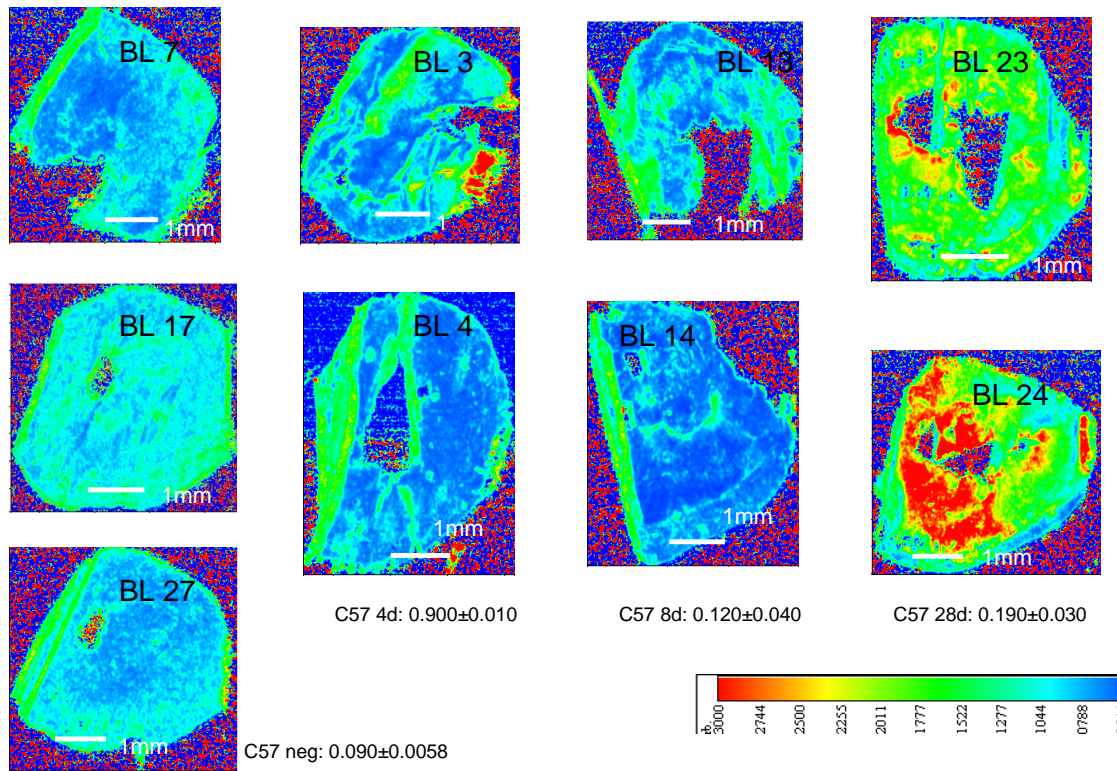 BL 7
1mm
BL 3
1
BL 13
1mm
BL 23
1mm
BL 17
1mm
BL 4
1mm
BL 14
1mm
BL 24
1mm
BL 27
1mm
C57 neg: 0.090±0.0058
C57 4d: 0.900±0.010
C57 8d: 0.120±0.040
C57 28d: 0.190±0.030
3000
2744
2500
2255
2011
1777
1522
1277
1044
0788